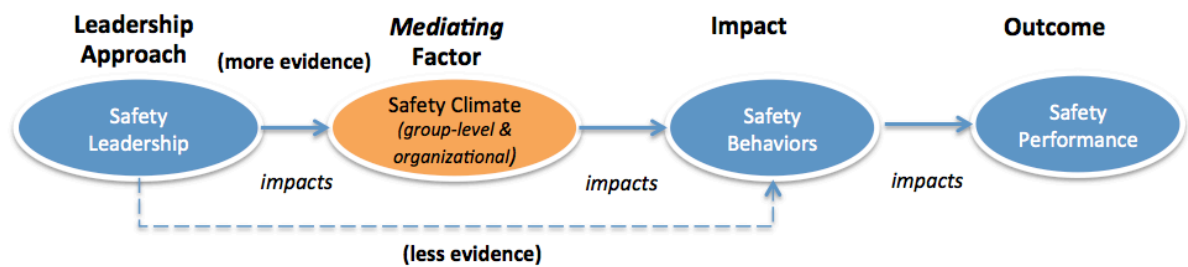 Leadership
Approach
(more evidence)
Mediating
Factor
Impact
Outcome
Safety
Leadership
Safety Climate
(group-level &
organizational)
Safety
Behaviors
Safety
Performance
impacts
impacts
impacts
(less evidence)